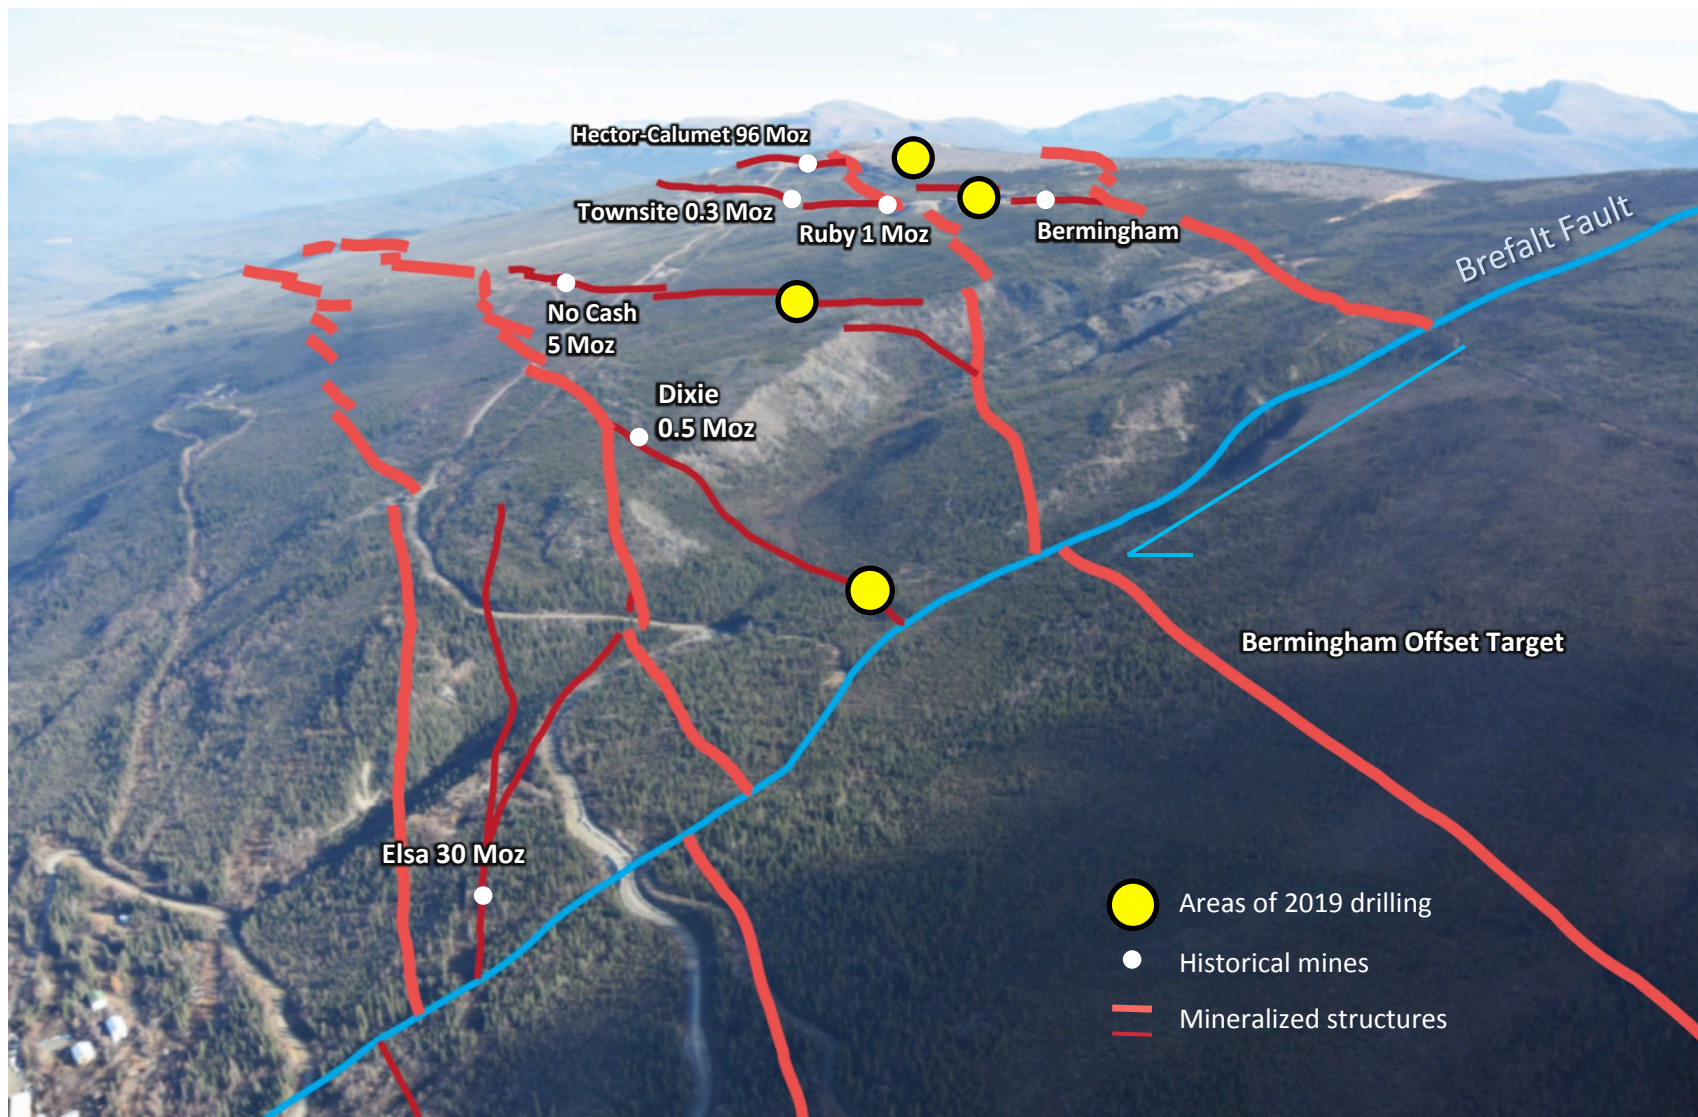 Hector-Calumet 96 Moz
Townsite 0.3 Moz
Ruby 1 Moz
Bermingham
Brefalt Fault
No Cash
5 Moz
Dixie
0.5 Moz
Bermingham Offset Target
Elsa 30 Moz
Areas of 2019 drilling
Historical mines
Mineralized structures